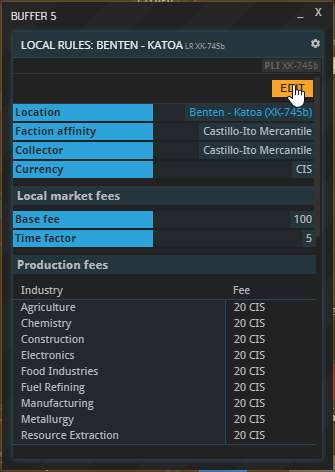 BUFFER 5 _ X
LOCAL RULES: BENTEN - KATOA LR XK-745b
PLI XK-745b
EDIT
Location Benten - Katoa (XK-745b)
Faction affinity Castillo-Ito Mercantile
Collector Castillo-Ito Mercantile
Currency CIS
Local market fees
Base fee 100
Time factor 5
Production fees
Industry Fee
Agriculture 20 CIS
Chemistry 20 CIS
Construction 20 CIS
Electronics 20 CIS
Food Industries 20 CIS
Fuel Refining 20 CIS
Manufacturing 20 CIS
Metallurgy 20 CIS
Resource Extraction 20 CIS